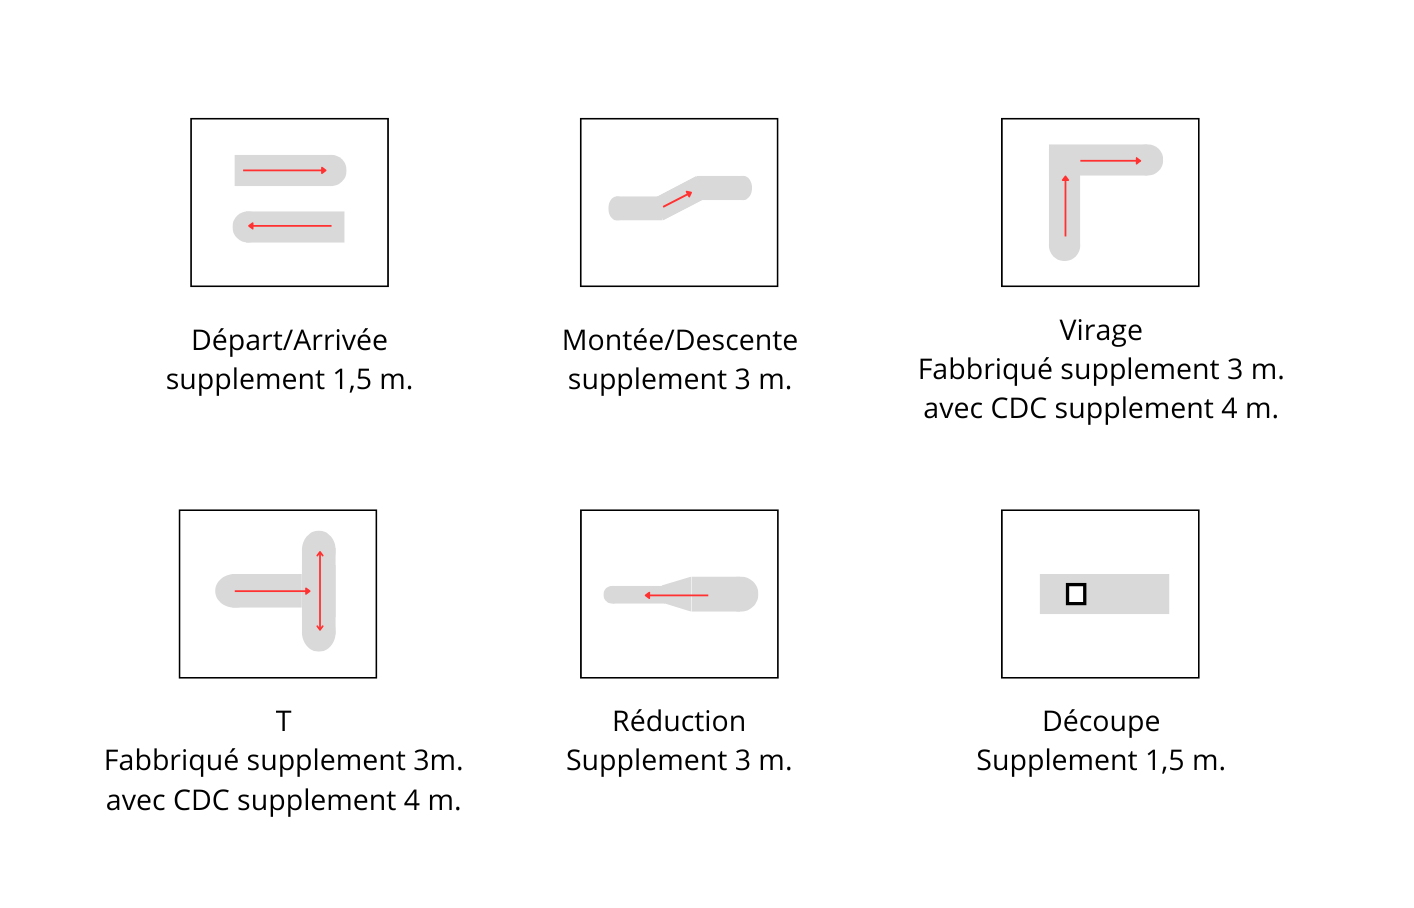 Départ/Arrivée
supplement 1,5 m.
Montée/Descente
supplement 3 m.
Virage
Fabbriqué supplement 3 m.
avec CDC supplement 4 m.
T
Fabbriqué supplement 3m.
avec CDC supplement 4 m.
Réduction
Supplement 3 m.
Découpe
Supplement 1,5 m.